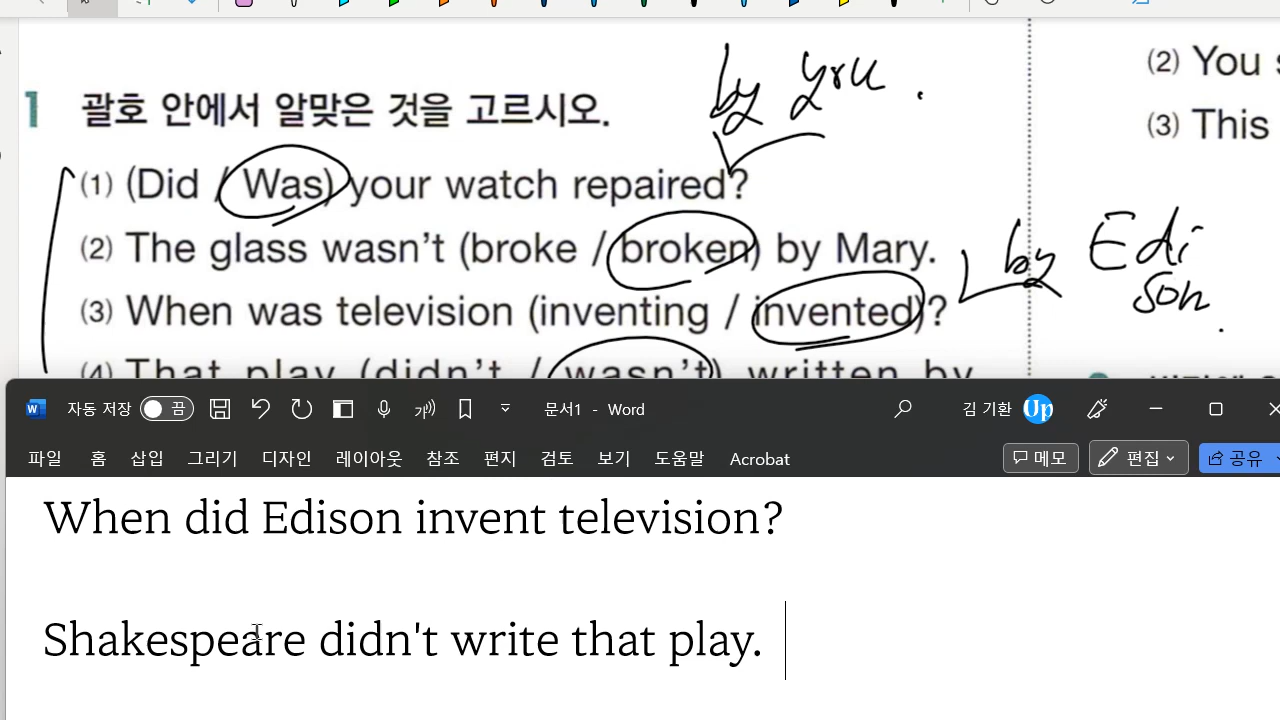 by you.
(2) You
1 괄호 안에서 알맞은 것을 고르시오.
(3) This
(1) (Did / Was) your watch repaired?
(2) The glass wasn't (broke / broken) by Mary.
by Edi
son.
(3) When was television (inventing / invented)?
(4) That play (didn't / wasn't) written by
자동 저장 끔 가 문서1 - Word 김 기환 Up
파일 홈 삽입 그리기 디자인 레이아웃 참조 편지 검토 보기 도움말 Acrobat 메모 편집 공유
When did Edison invent television?
Shakespeare didn't write that play.